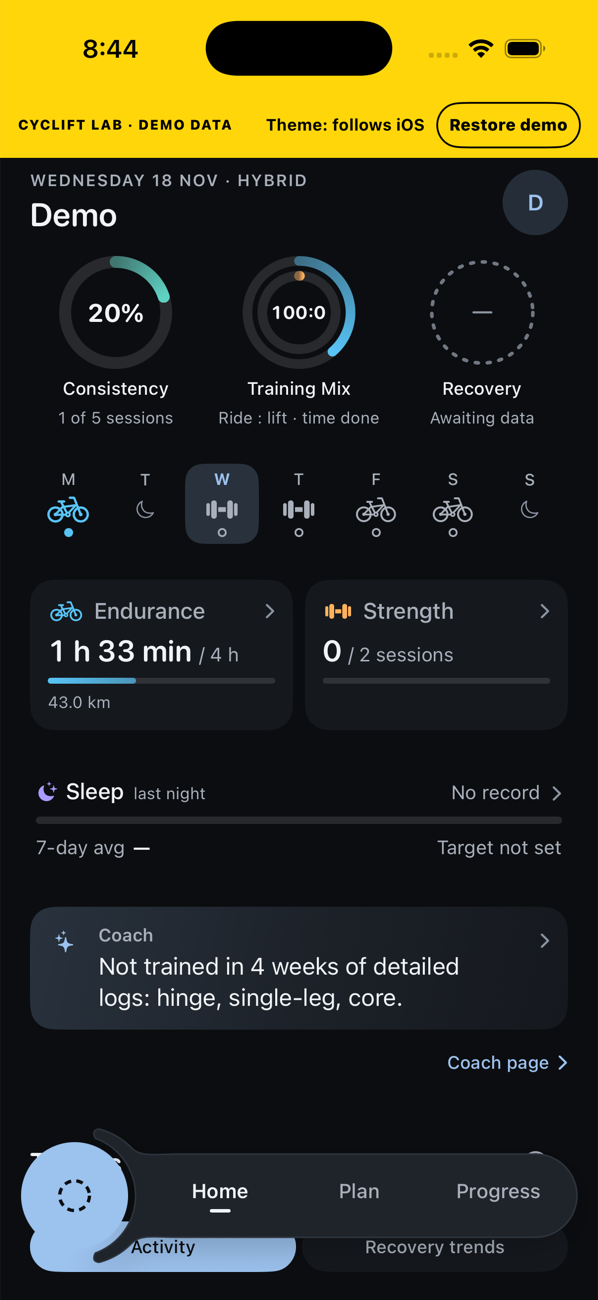 8:44
CYCLIFT LAB · DEMO DATA
Theme: follows iOS
Restore demo
WEDNESDAY 18 NOV · HYBRID
Demo
D
20%
100:0
—
Consistency
Training Mix
Recovery
1 of 5 sessions
Ride : lift · time done
Awaiting data
M T W T F S S
Endurance
1 h 33 min / 4 h
43.0 km
Strength
0 / 2 sessions
Sleep last night
No record
7-day avg —
Target not set
Coach
Not trained in 4 weeks of detailed
logs: hinge, single-leg, core.
Coach page
Home
Plan
Progress
Activity
Recovery trends